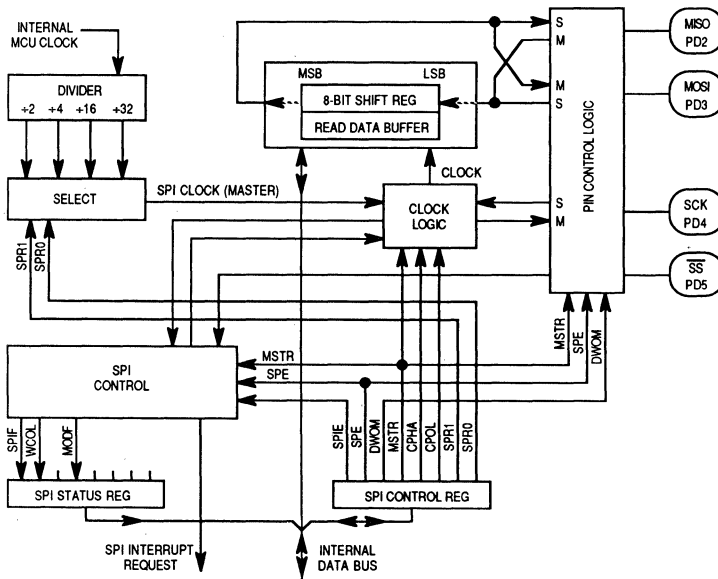 INTERNAL
MCU CLOCK
DIVIDER
÷2 ÷4 ÷16 ÷32
SELECT
SPR1
SPR0
SPI CLOCK (MASTER)
MSB LSB
8-BIT SHIFT REG
READ DATA BUFFER
CLOCK
CLOCK
LOGIC
S
M
M
S
S
M
PIN CONTROL LOGIC
MISO
PD2
MOSI
PD3
SCK
PD4
SS
PD5
MSTR
SPE
DWOM
SPI
CONTROL
MSTR
SPE
SPIF
WCOL
MODF
SPI STATUS REG
SPIE
SPE
DWOM
MSTR
CPHA
CPOL
SPR1
SPR0
SPI CONTROL REG
SPI INTERRUPT
REQUEST
INTERNAL
DATA BUS